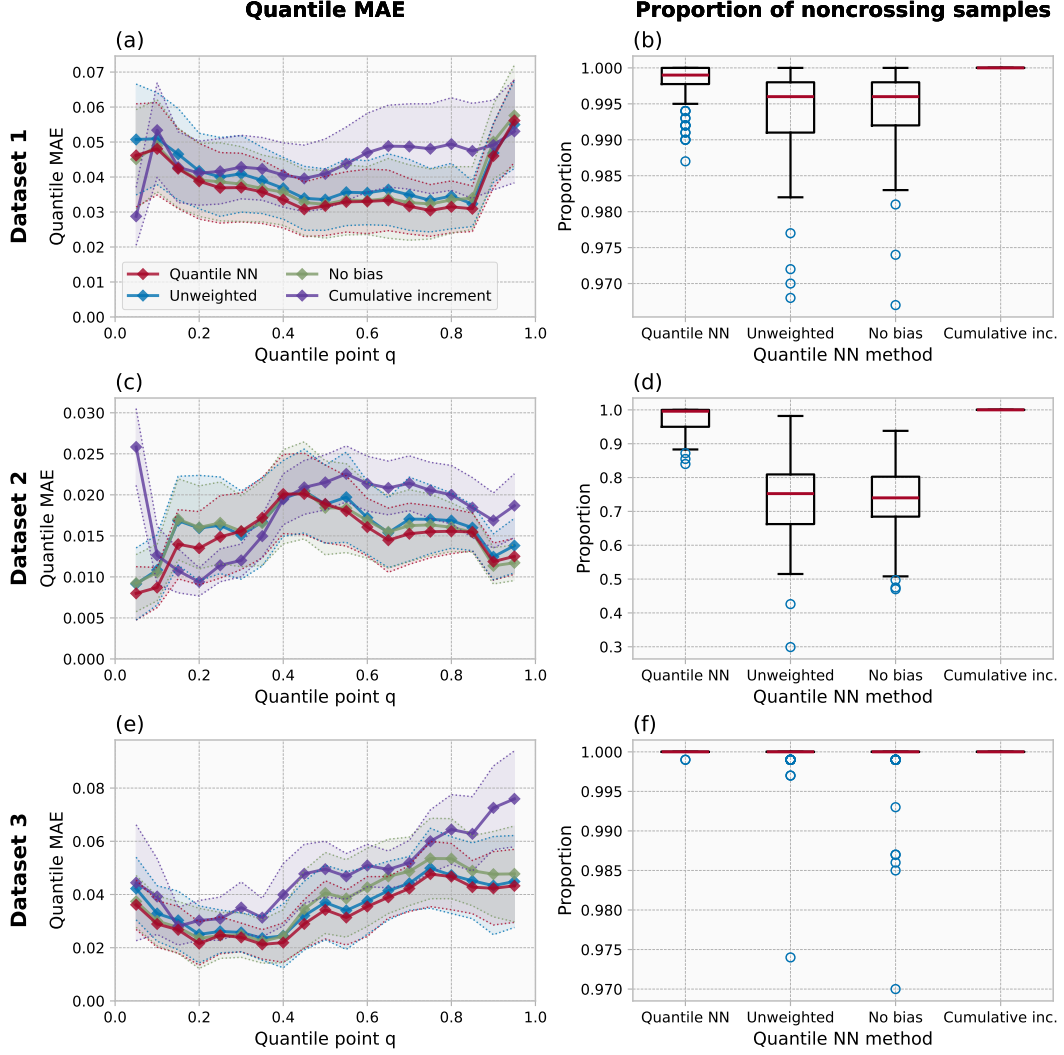 Quantile MAE
Proportion of noncrossing samples
Dataset 1
(a)
Quantile MAE
0.07
0.06
0.05
0.04
0.03
0.02
0.01
0.00
Quantile NN
No bias
Unweighted
Cumulative increment
0.0 0.2 0.4 0.6 0.8 1.0
Quantile point q
(b)
Proportion
1.000
0.995
0.990
0.985
0.980
0.975
0.970
Quantile NN Unweighted No bias Cumulative inc.
Quantile NN method
Dataset 2
(c)
Quantile MAE
0.030
0.025
0.020
0.015
0.010
0.005
0.000
0.0 0.2 0.4 0.6 0.8 1.0
Quantile point q
(d)
Proportion
1.0
0.9
0.8
0.7
0.6
0.5
0.4
0.3
Quantile NN Unweighted No bias Cumulative inc.
Quantile NN method
Dataset 3
(e)
Quantile MAE
0.08
0.06
0.04
0.02
0.00
0.0 0.2 0.4 0.6 0.8 1.0
Quantile point q
(f)
Proportion
1.000
0.995
0.990
0.985
0.980
0.975
0.970
Quantile NN Unweighted No bias Cumulative inc.
Quantile NN method